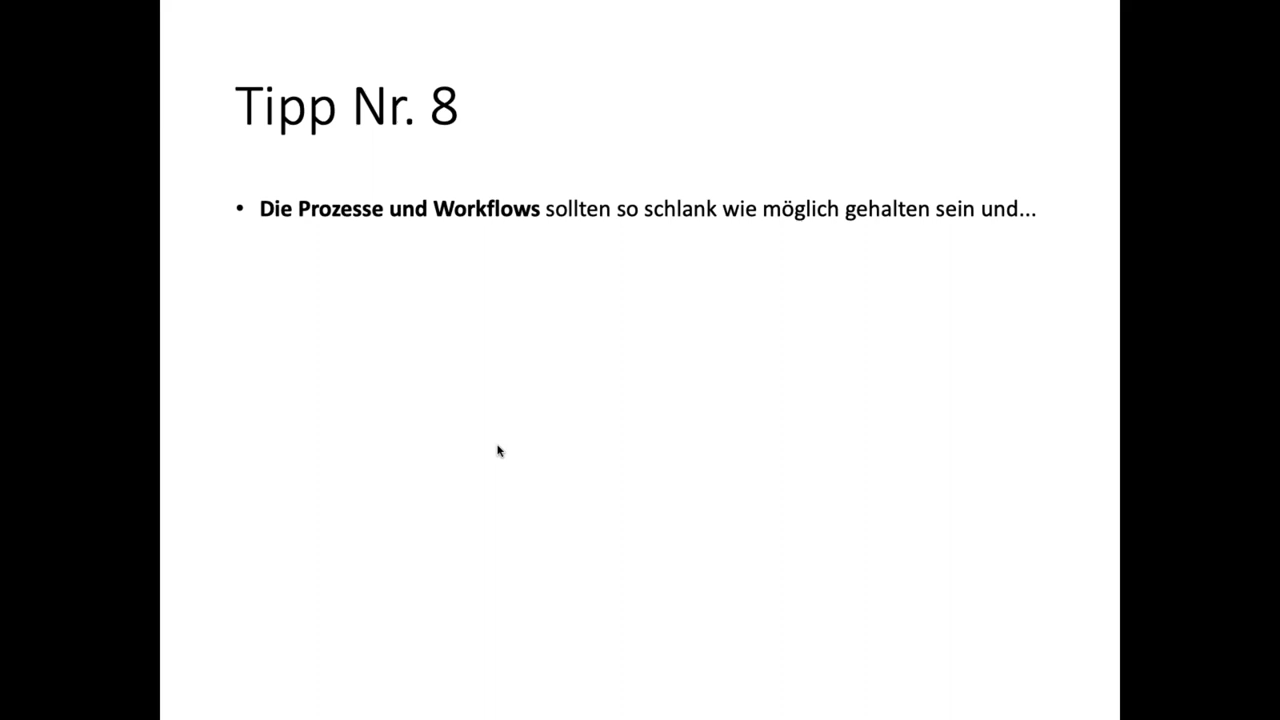 Tipp Nr. 8
• Die Prozesse und Workflows sollten so schlank wie möglich gehalten sein und...